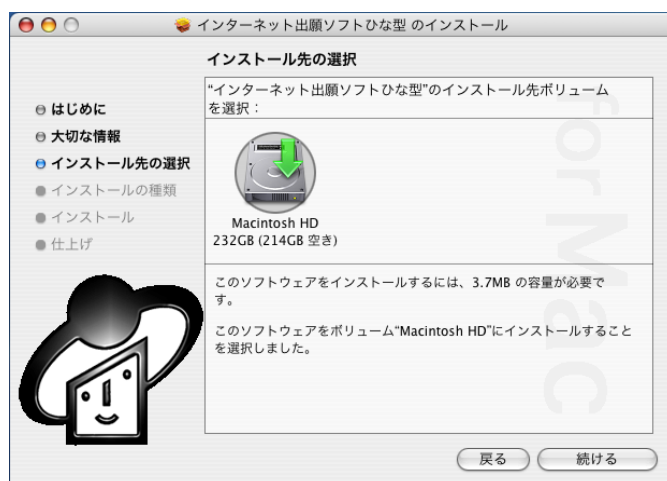 インターネット出願ソフトひな型 のインストール
インストール先の選択
はじめに
大切な情報
インストール先の選択
インストールの種類
インストール
仕上げ
“インターネット出願ソフトひな型”のインストール先ボリューム
を選択：
Macintosh HD
232GB (214GB 空き)
このソフトウェアをインストールするには、3.7MB の容量が必要で
す。
このソフトウェアをボリューム“Macintosh HD”にインストールすること
を選択しました。
for Mac
戻る
続ける